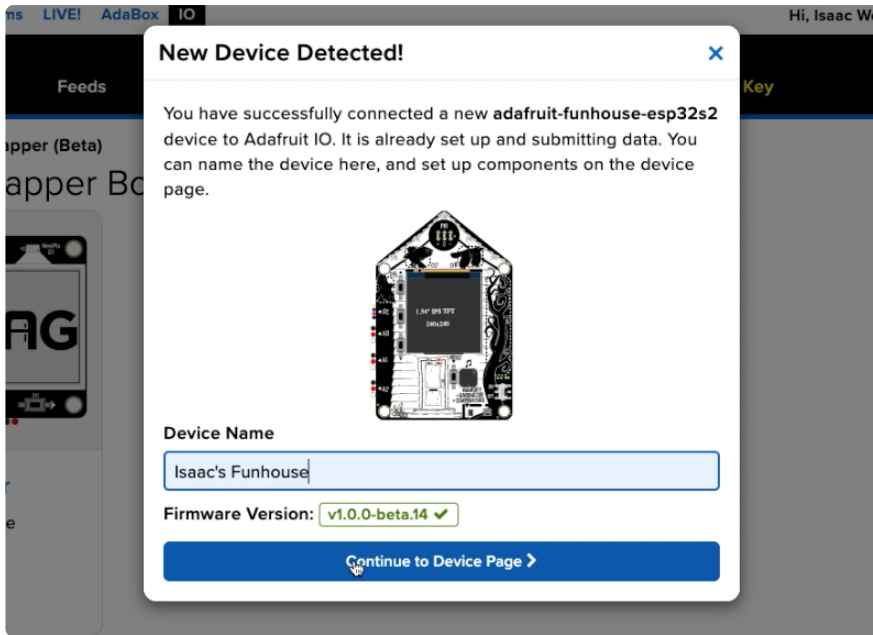 ms LIVE! AdaBox IO Hi, Isaac We
Feeds Key
apper (Beta)
apper Bo
New Device Detected!
You have successfully connected a new adafruit-funhouse-esp32s2
device to Adafruit IO. It is already set up and submitting data. You
can name the device here, and set up components on the device
page.
PIR
1.54" IPS TFT
240x240
AG
Device Name
Isaac's Funhouse
Firmware Version: v1.0.0-beta.14
Continue to Device Page
r
e